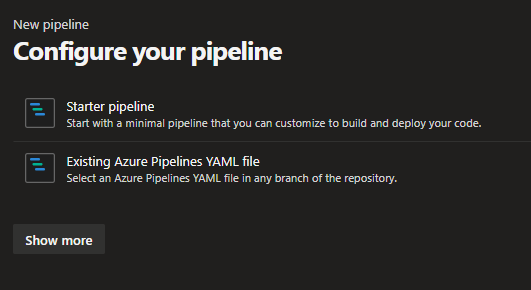 New pipeline
Configure your pipeline
Starter pipeline
Start with a minimal pipeline that you can customize to build and deploy your code.
Existing Azure Pipelines YAML file
Select an Azure Pipelines YAML file in any branch of the repository.
Show more